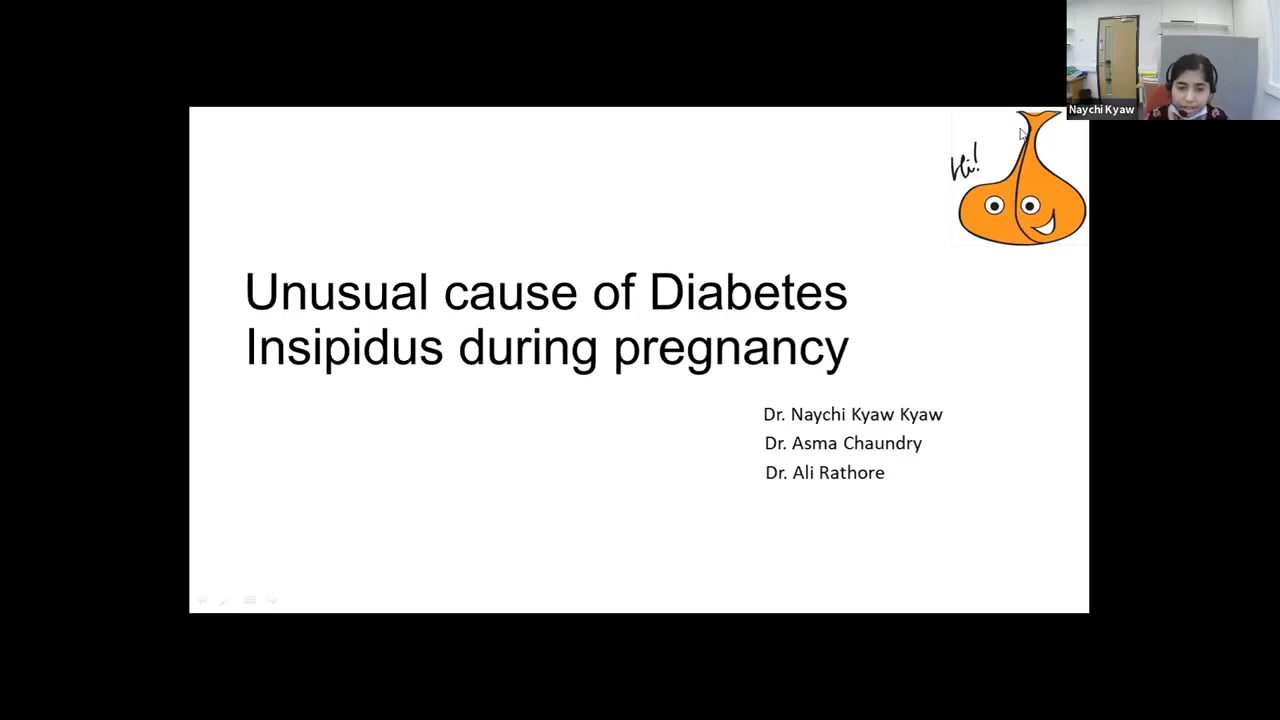 Naychi Kyaw
Hi!
Unusual cause of Diabetes
Insipidus during pregnancy
Dr. Naychi Kyaw Kyaw
Dr. Asma Chaundry
Dr. Ali Rathore